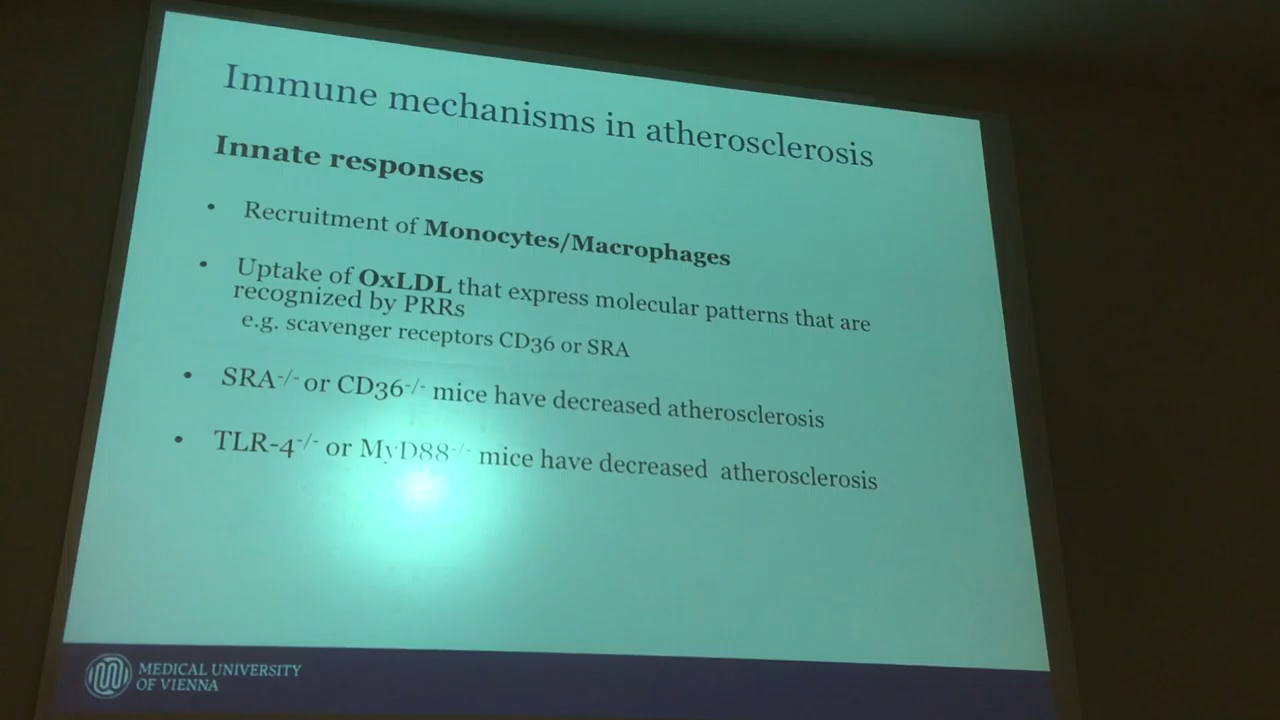 Immune mechanisms in atherosclerosis
Innate responses
• Recruitment of Monocytes/Macrophages
• Uptake of OxLDL that express molecular patterns that are
recognized by PRRs
e.g. scavenger receptors CD36 or SRA
• SRA-/- or CD36-/- mice have decreased atherosclerosis
• TLR-4-/- or MyD88-/- mice have decreased atherosclerosis
MEDICAL UNIVERSITY
OF VIENNA